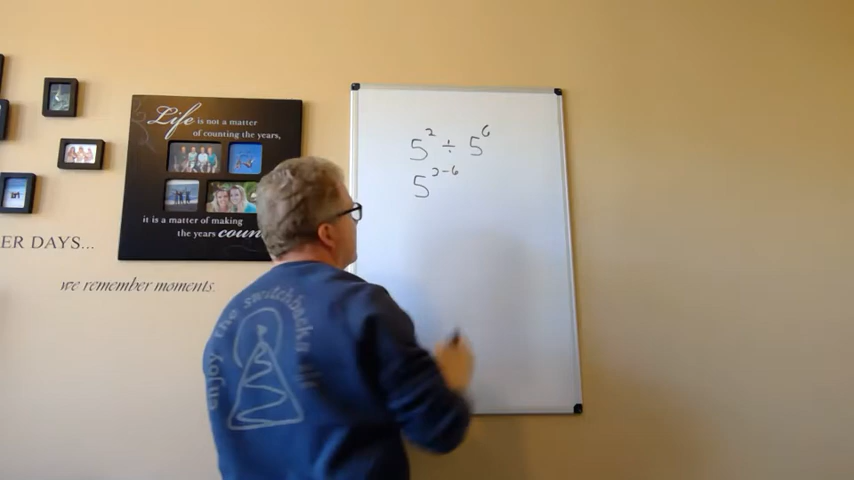 Life is not a matter
of counting the years,
it is a matter of making
the years
ER DAYS...
we remember moments.
5² ÷ 5⁶
5²⁻⁶
enjoy the switchbacks